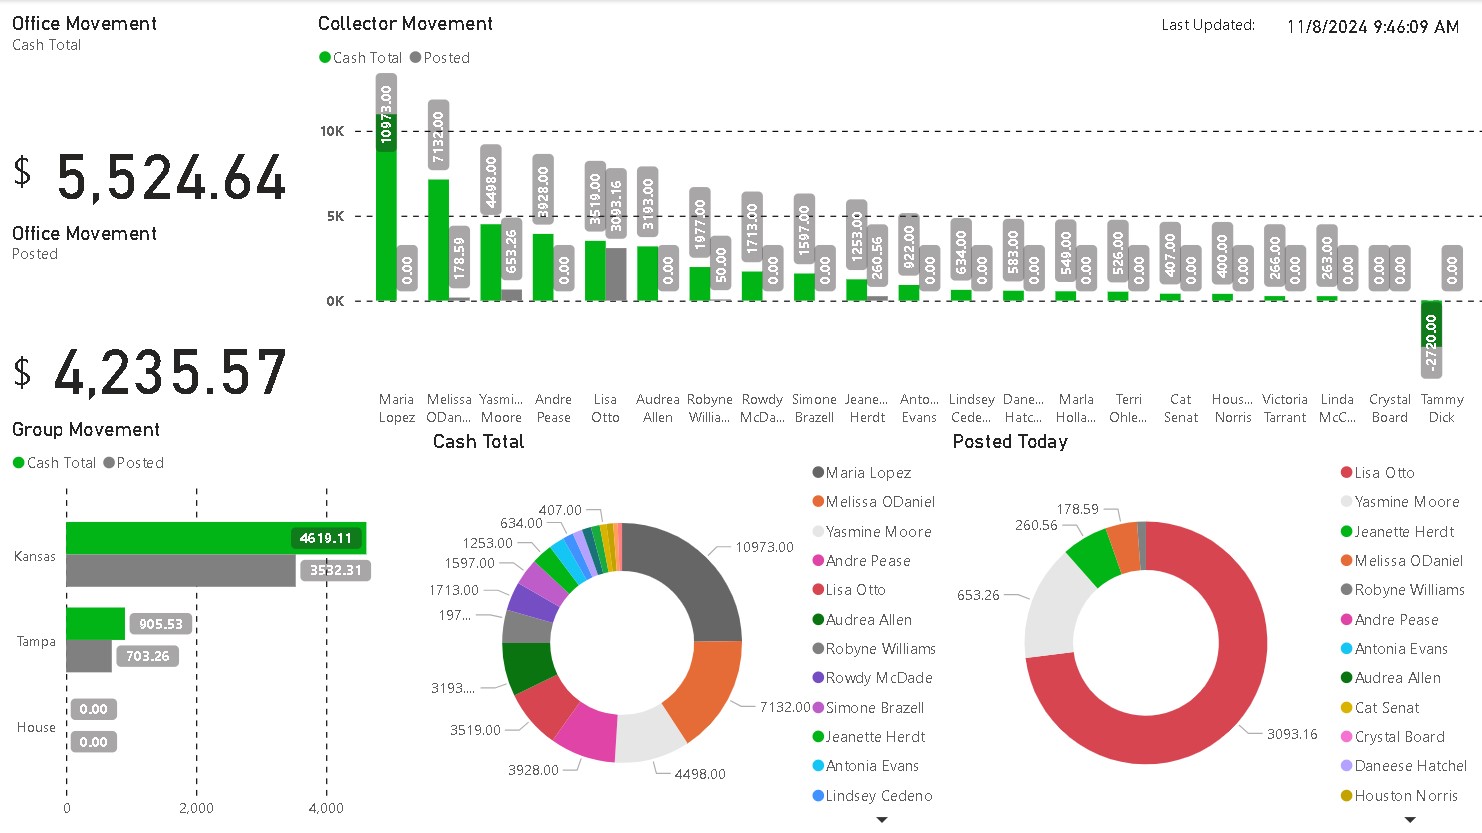 Office Movement
Cash Total
$ 5,524.64
Office Movement
Posted
$ 4,235.57
Collector Movement
Cash Total Posted
Last Updated: 11/8/2024 9:46:09 AM
10K
5K
0K
10973.00 0.00
7132.00 178.59
4498.00 653.26
3928.00 0.00
3519.00 3093.16
3193.00 0.00
1977.00 50.00
1713.00 0.00
1597.00 0.00
1253.00 260.56
922.00 0.00
634.00 0.00
583.00 0.00
549.00 0.00
526.00 0.00
407.00 0.00
400.00 0.00
266.00 0.00
263.00 0.00
0.00 0.00
-2720.00 0.00
Maria
Lopez
Melissa
ODan...
Yasmi...
Moore
Andre
Pease
Lisa
Otto
Audrea
Allen
Robyne
Willia...
Rowdy
McDa...
Simone
Brazell
Jeane...
Herdt
Anto...
Evans
Lindsey
Cede...
Dane...
Hatc...
Marla
Holla...
Terri
Ohle...
Cat
Senat
Hous...
Norris
Victoria
Tarrant
Linda
McC...
Crystal
Board
Tammy
Dick
Group Movement
Cash Total Posted
Kansas
4619.11
3532.31
Tampa
905.53
703.26
House
0.00
0.00
0 2,000 4,000
Cash Total
407.00
634.00
1253.00
1597.00
1713.00
197...
3193....
3519.00
3928.00
4498.00
7132.00
10973.00
Maria Lopez
Melissa ODaniel
Yasmine Moore
Andre Pease
Lisa Otto
Audrea Allen
Robyne Williams
Rowdy McDade
Simone Brazell
Jeanette Herdt
Antonia Evans
Lindsey Cedeno
Posted Today
178.59
260.56
653.26
3093.16
Lisa Otto
Yasmine Moore
Jeanette Herdt
Melissa ODaniel
Robyne Williams
Andre Pease
Antonia Evans
Audrea Allen
Cat Senat
Crystal Board
Daneese Hatchel
Houston Norris